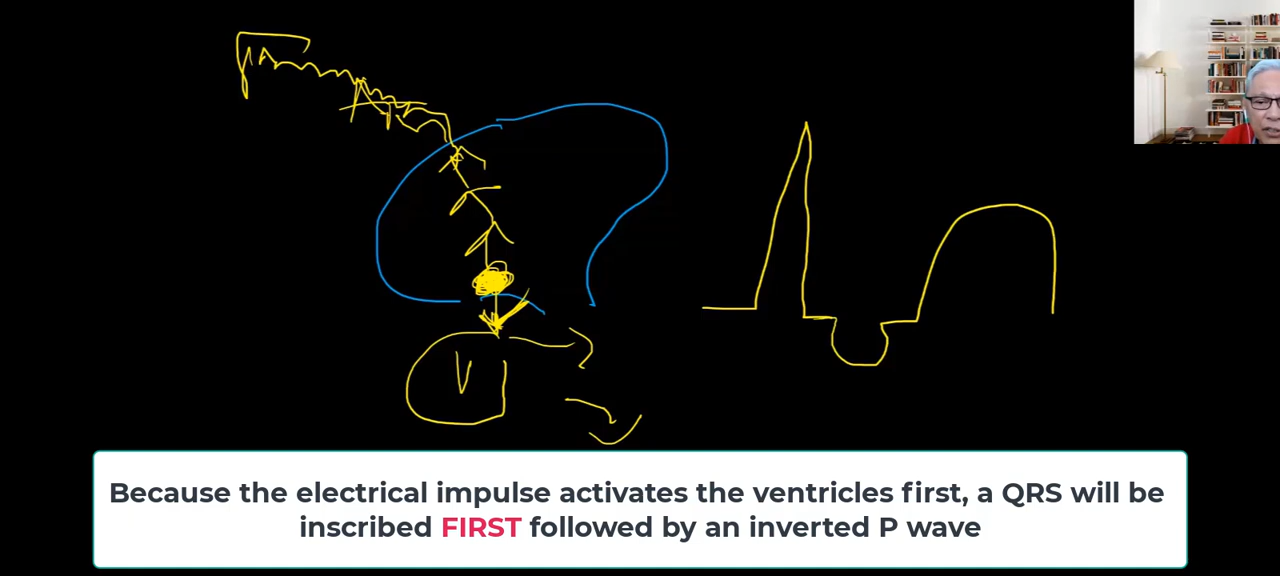 V
Because the electrical impulse activates the ventricles first, a QRS will be
inscribed FIRST followed by an inverted P wave